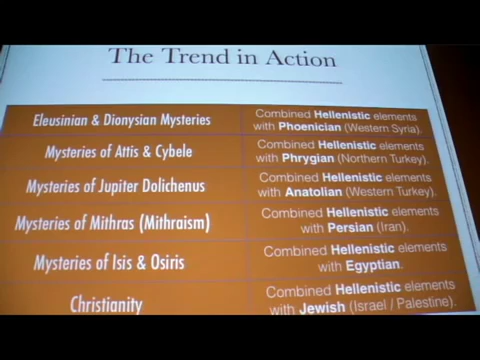 The Trend in Action
Eleusinian & Dionysian Mysteries
Combined Hellenistic elements
with Phoenician (Western Syria).
Mysteries of Attis & Cybele
Combined Hellenistic elements
with Phrygian (Northern Turkey).
Mysteries of Jupiter Dolichenus
Combined Hellenistic elements
with Anatolian (Western Turkey).
Mysteries of Mithras (Mithraism)
Combined Hellenistic elements
with Persian (Iran).
Mysteries of Isis & Osiris
Combined Hellenistic elements
with Egyptian.
Christianity
Combined Hellenistic elements
with Jewish (Israel / Palestine).